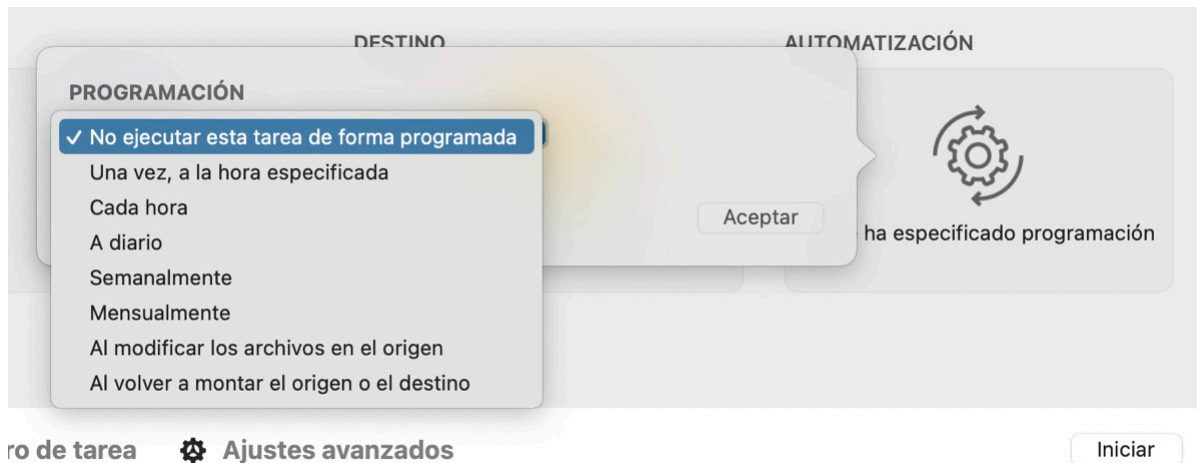 DESTINO
AUTOMATIZACIÓN
PROGRAMACIÓN
✓ No ejecutar esta tarea de forma programada
Una vez, a la hora especificada
Cada hora
A diario
Semanalmente
Mensualmente
Al modificar los archivos en el origen
Al volver a montar el origen o el destino
Aceptar
ha especificado programación
ro de tarea
Ajustes avanzados
Iniciar